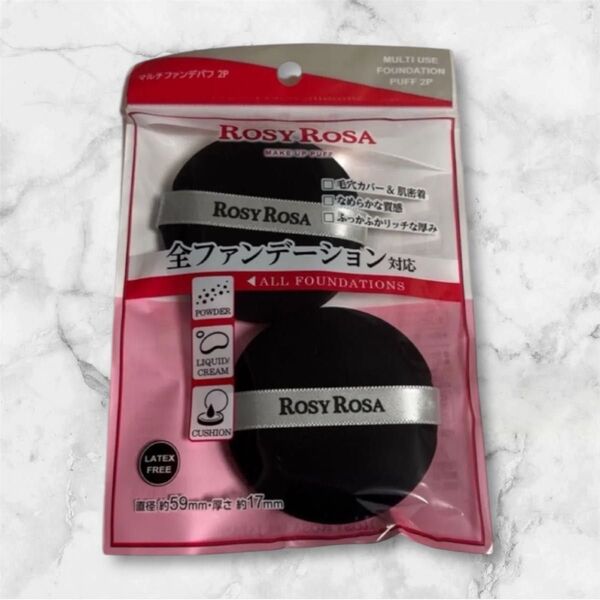 マルチファンデパフ 2P
MULTI USE
FOUNDATION
PUFF 2P
ROSY ROSA
MAKE UP PUFF
毛穴カバー&肌密着
なめらかな質感
ふっかふかリッチな厚み
ROSY ROSA
全ファンデーション対応
◀ALL FOUNDATIONS
POWDER
LIQUID/
CREAM
CUSHION
ROSY ROSA
LATEX
FREE
直径 約59mm・厚さ 約17mm